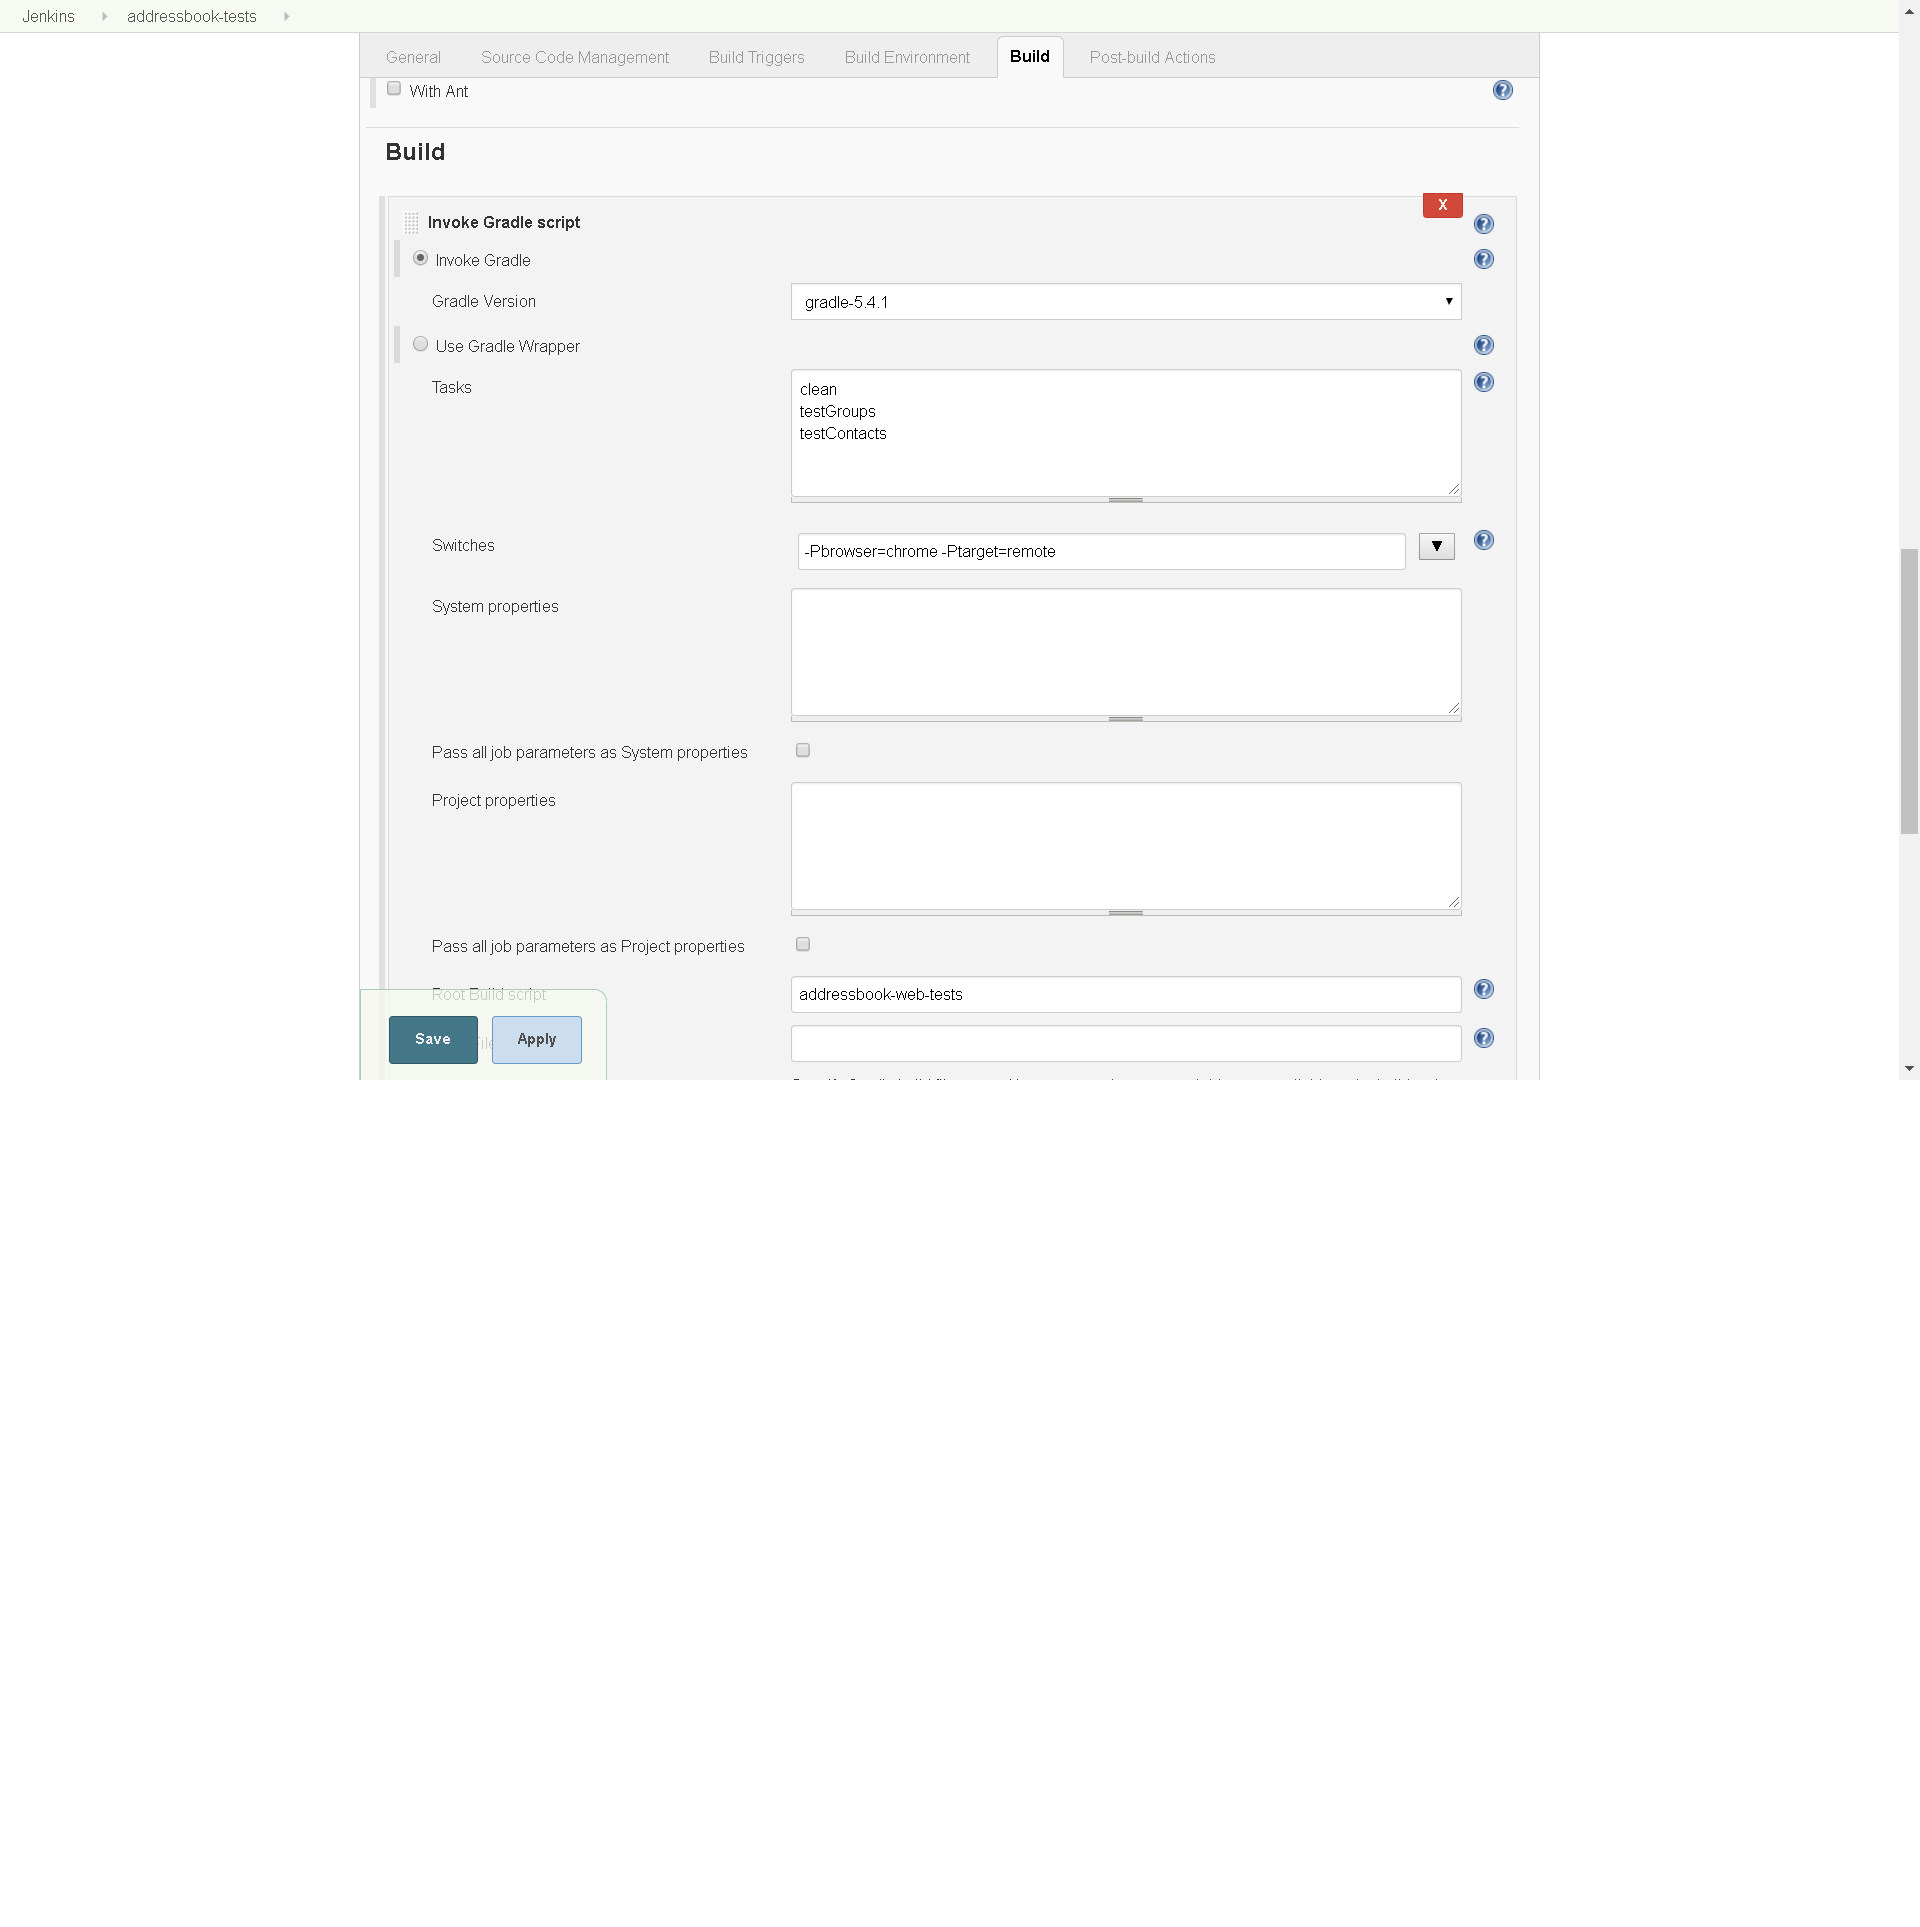 Jenkins addressbook-tests
General Source Code Management Build Triggers Build Environment Build Post-build Actions
With Ant
Build
X
Invoke Gradle script
Invoke Gradle
Gradle Version gradle-5.4.1
Use Gradle Wrapper
Tasks
clean
testGroups
testContacts
Switches -Pbrowser=chrome -Ptarget=remote
System properties
Pass all job parameters as System properties
Project properties
Pass all job parameters as Project properties
Root Build script addressbook-web-tests
Save Apply